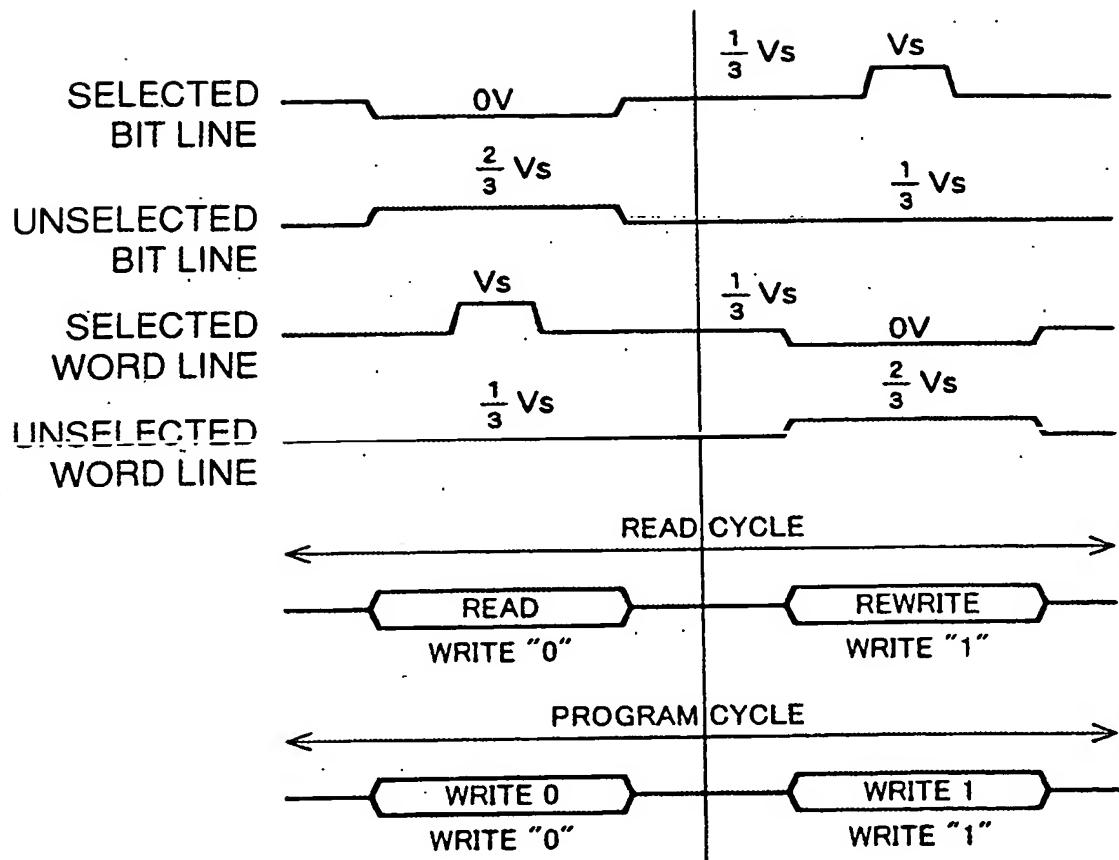 1/3 Vs
Vs
SELECTED
BIT LINE
0V
2/3 Vs
1/3 Vs
UNSELECTED
BIT LINE
Vs
1/3 Vs
SELECTED
WORD LINE
0V
1/3 Vs
2/3 Vs
UNSELECTED
WORD LINE
READ CYCLE
READ
REWRITE
WRITE "0"
WRITE "1"
PROGRAM CYCLE
WRITE 0
WRITE 1
WRITE "0"
WRITE "1"